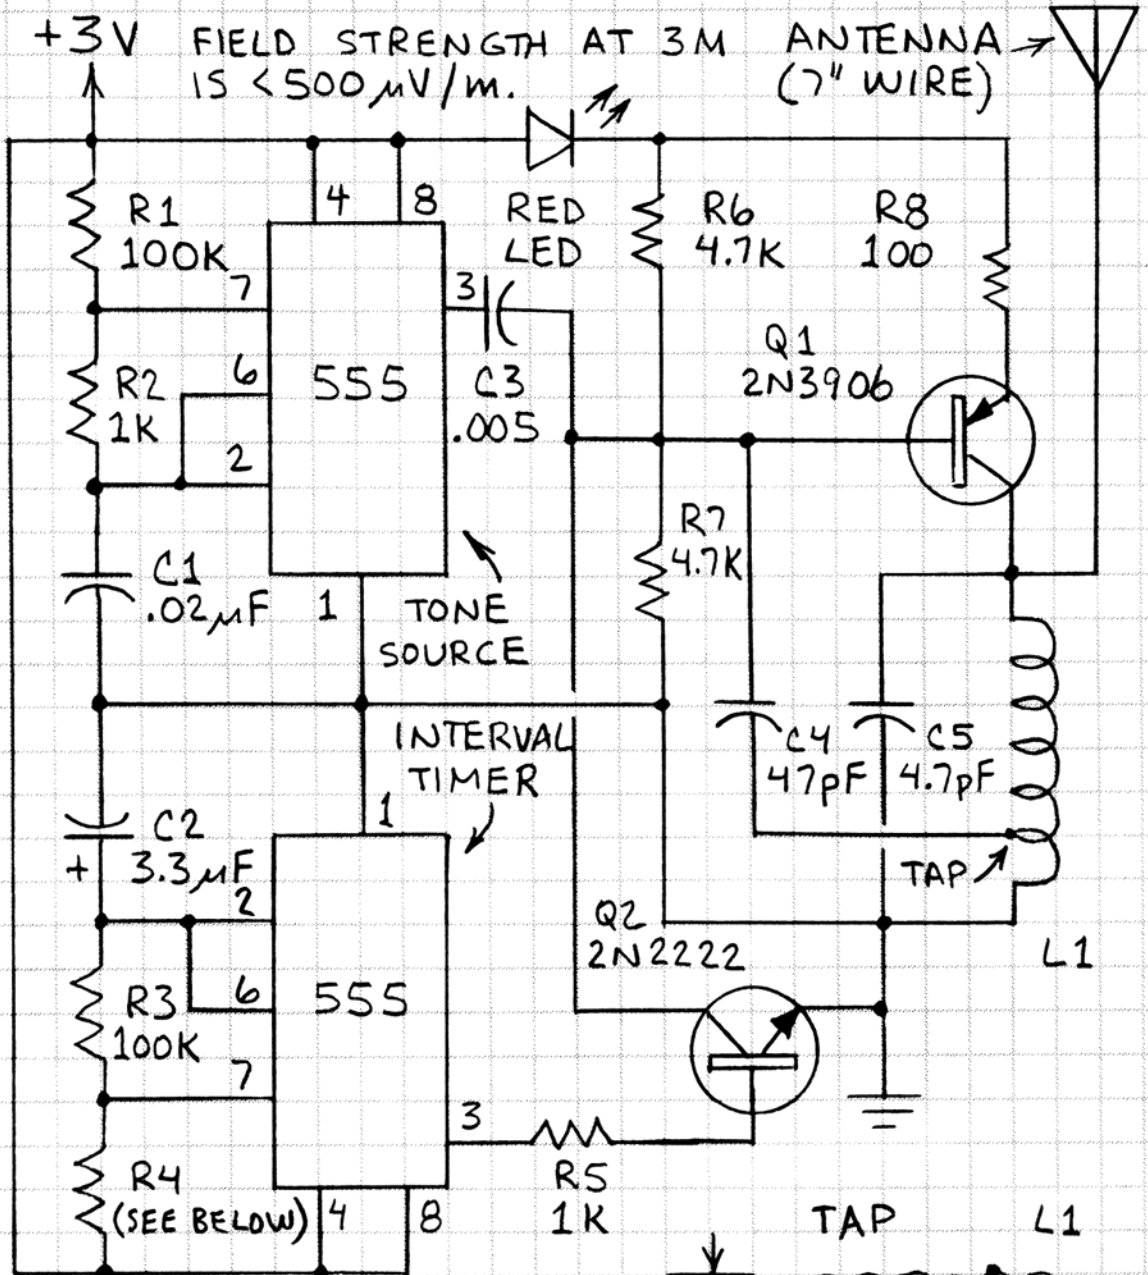 +3V FIELD STRENGTH AT 3M ANTENNA
IS <500 μV/m. (7" WIRE)
4 8
R1 RED R6 R8
100K LED 4.7K 100
7 3
Q1
R2 6 555 C3 2N3906
1K .005
2
R7
4.7K
C1
.02μF 1 TONE
SOURCE
INTERVAL C4 C5
TIMER 47pF 4.7pF
1
C2
+ 3.3μF TAP
2 Q2
2N2222 L1
R3 6 555
100K
7
3
R4 R5
(SEE BELOW) 4 8 1K TAP L1